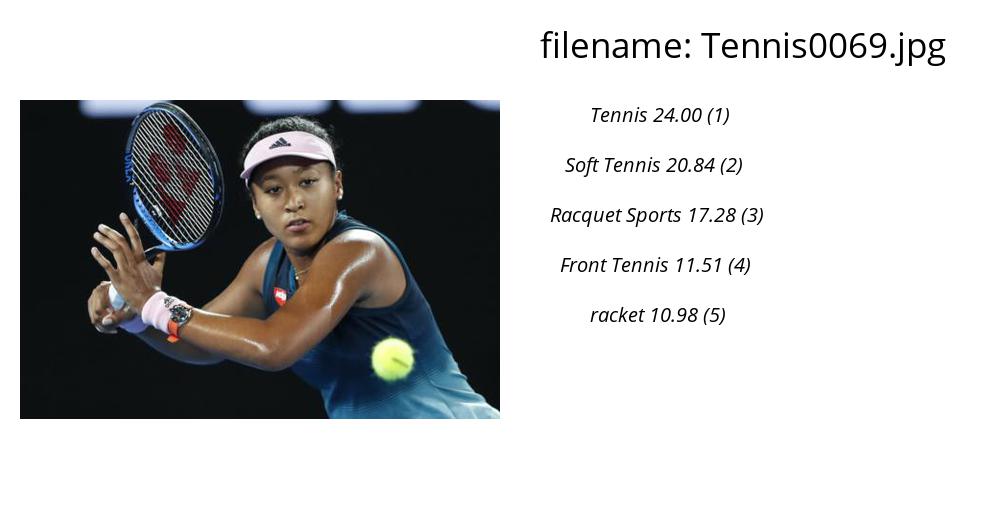 filename: Tennis0069.jpg
Tennis 24.00 (1)
Soft Tennis 20.84 (2)
Racquet Sports 17.28 (3)
Front Tennis 11.51 (4)
racket 10.98 (5)